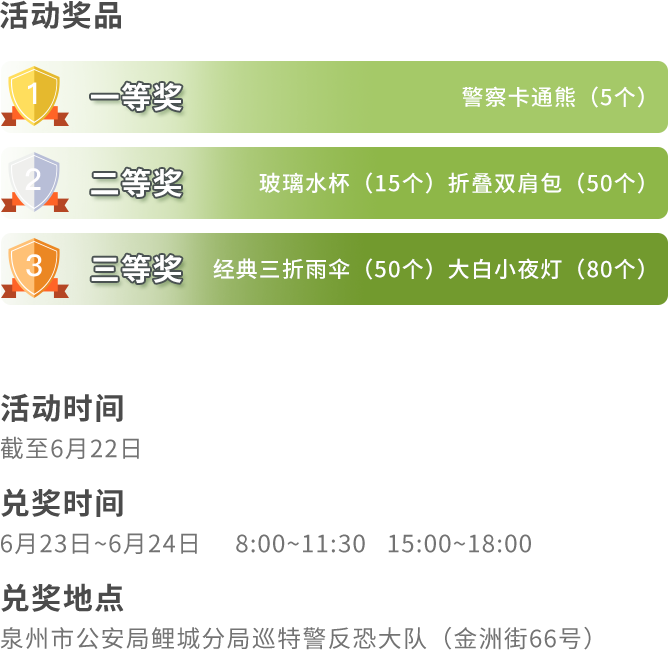 活动奖品
1 一等奖 警察卡通熊（5个）
2 二等奖 玻璃水杯（15个）折叠双肩包（50个）
3 三等奖 经典三折雨伞（50个）大白小夜灯（80个）
活动时间
截至6月22日
兑奖时间
6月23日~6月24日 8:00~11:30 15:00~18:00
兑奖地点
泉州市公安局鲤城分局巡特警反恐大队（金洲街66号）